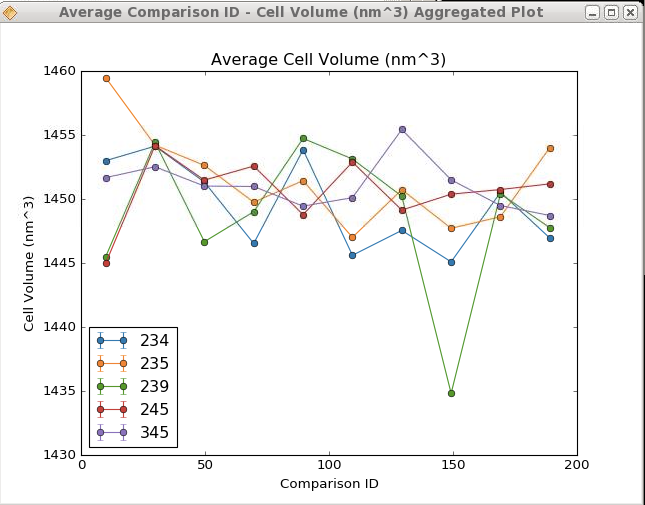 Average Comparison ID - Cell Volume (nm^3) Aggregated Plot
Average Cell Volume (nm^3)
1460
1455
1450
1445
1440
1435
1430
Cell Volume (nm^3)
234
235
239
245
345
0 50 100 150 200
Comparison ID